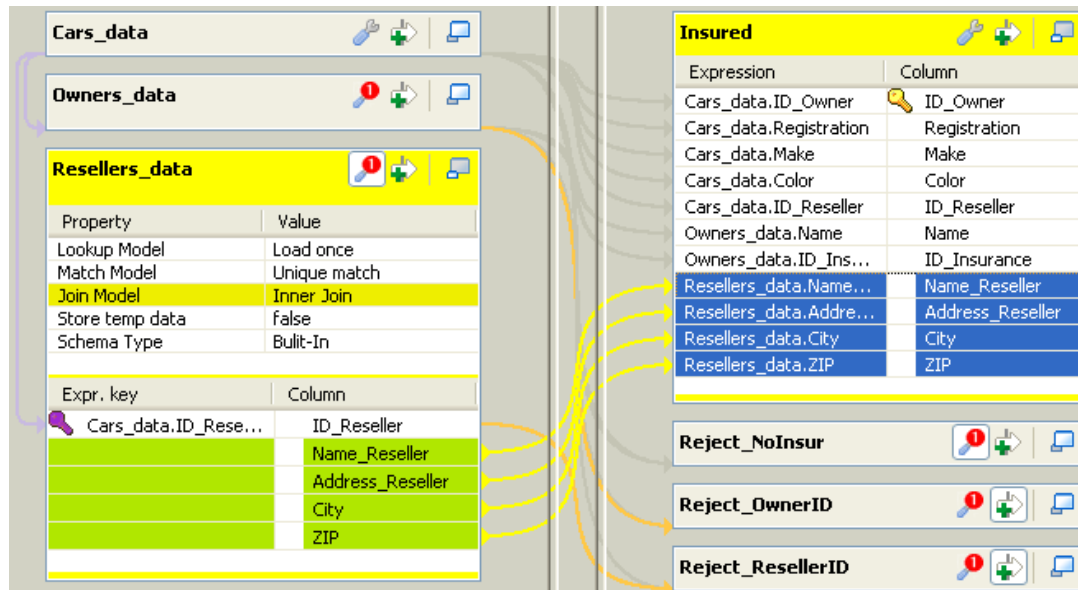 Cars_data
Owners_data
Resellers_data
Property Value
Lookup Model Load once
Match Model Unique match
Join Model Inner Join
Store temp data false
Schema Type Bulit-In
Expr. key Column
Cars_data.ID_Rese... ID_Reseller
Name_Reseller
Address_Reseller
City
ZIP
Insured
Expression Column
Cars_data.ID_Owner ID_Owner
Cars_data.Registration Registration
Cars_data.Make Make
Cars_data.Color Color
Cars_data.ID_Reseller ID_Reseller
Owners_data.Name Name
Owners_data.ID_Ins... ID_Insurance
Resellers_data.Name... Name_Reseller
Resellers_data.Addre... Address_Reseller
Resellers_data.City City
Resellers_data.ZIP ZIP
Reject_NoInsur
Reject_OwnerID
Reject_ResellerID